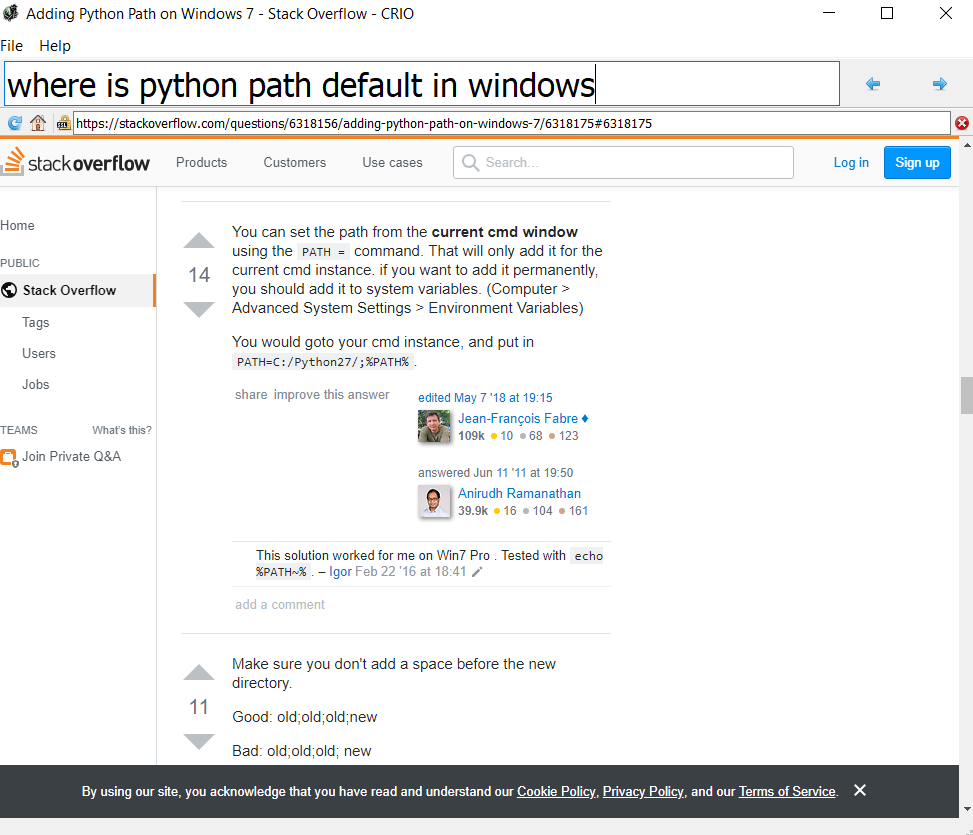 Adding Python Path on Windows 7 - Stack Overflow - CRIO
File Help
where is python path default in windows
https://stackoverflow.com/questions/6318156/adding-python-path-on-windows-7/6318175#6318175
stackoverflow Products Customers Use cases Search... Log in Sign up
Home
PUBLIC
Stack Overflow
Tags
Users
Jobs
TEAMS What's this?
Join Private Q&A
14
You can set the path from the current cmd window
using the PATH = command. That will only add it for the
current cmd instance. if you want to add it permanently,
you should add it to system variables. (Computer >
Advanced System Settings > Environment Variables)
You would goto your cmd instance, and put in
PATH=C:/Python27/;%PATH% .
share improve this answer
edited May 7 '18 at 19:15
Jean-François Fabre ♦
109k ●10 ●68 ●123
answered Jun 11 '11 at 19:50
Anirudh Ramanathan
39.9k ●16 ●104 ●161
This solution worked for me on Win7 Pro . Tested with echo
%PATH~% . – Igor Feb 22 '16 at 18:41
add a comment
11
Make sure you don't add a space before the new
directory.
Good: old;old;old;new
Bad: old;old;old; new
By using our site, you acknowledge that you have read and understand our Cookie Policy, Privacy Policy, and our Terms of Service.